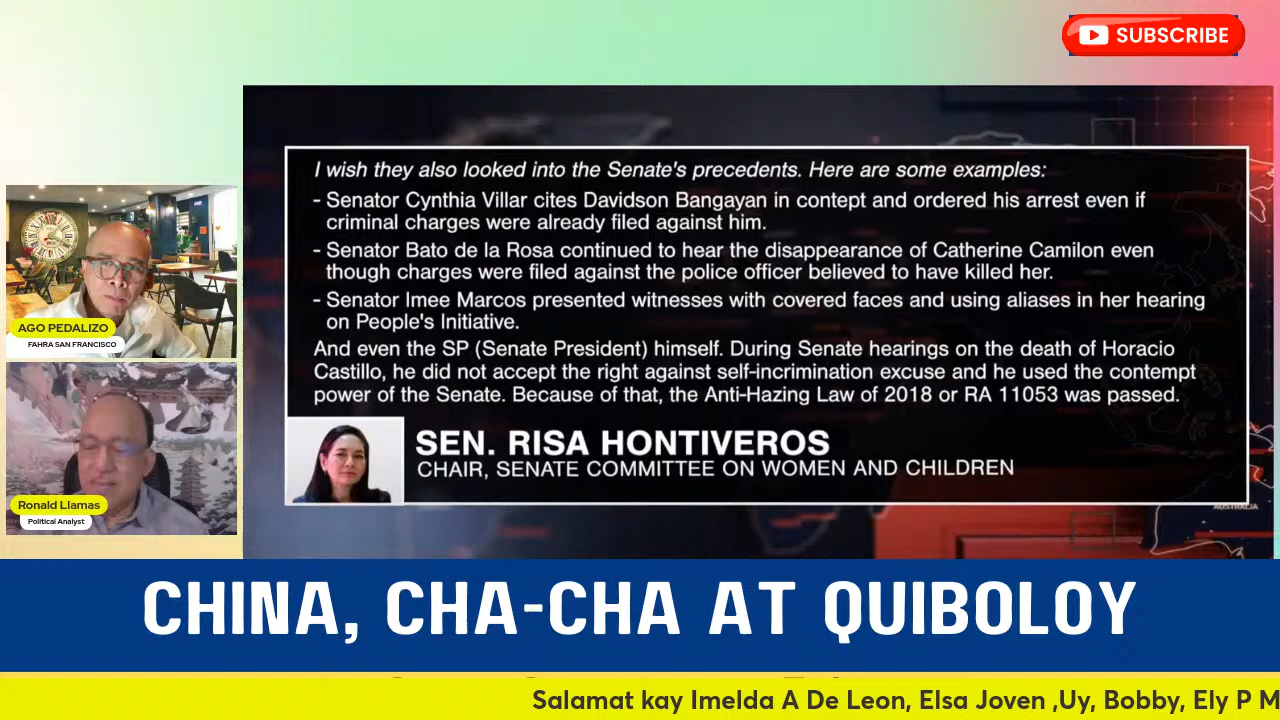 SUBSCRIBE
I wish they also looked into the Senate's precedents. Here are some examples:
- Senator Cynthia Villar cites Davidson Bangayan in contept and ordered his arrest even if
criminal charges were already filed against him.
- Senator Bato de la Rosa continued to hear the disappearance of Catherine Camilon even
though charges were filed against the police officer believed to have killed her.
- Senator Imee Marcos presented witnesses with covered faces and using aliases in her hearing
on People's Initiative.
And even the SP (Senate President) himself. During Senate hearings on the death of Horacio
Castillo, he did not accept the right against self-incrimination excuse and he used the contempt
power of the Senate. Because of that, the Anti-Hazing Law of 2018 or RA 11053 was passed.
SEN. RISA HONTIVEROS
CHAIR, SENATE COMMITTEE ON WOMEN AND CHILDREN
AUSTRALIA
AGO PEDALIZO
FAHRA SAN FRANCISCO
Ronald Llamas
Political Analyst
CHINA, CHA-CHA AT QUIBOLOY
Salamat kay Imelda A De Leon, Elsa Joven ,Uy, Bobby, Ely P M